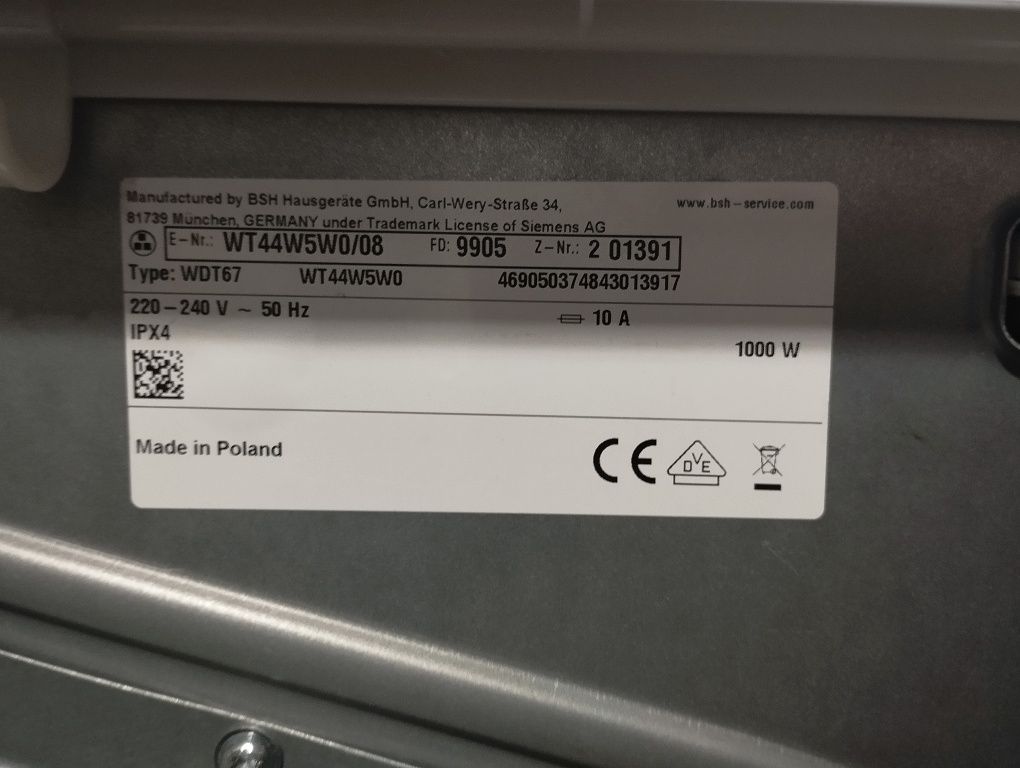 Manufactured by BSH Hausgeräte GmbH, Carl-Wery-Straße 34,
www.bsh-service.com
81739 München, GERMANY under Trademark License of Siemens AG
E-Nr.: WT44W5W0/08 FD: 9905 Z-Nr.: 2 01391
Type: WDT67 WT44W5W0 469050374843013917
220-240 V ~ 50 Hz 10 A
IPX4
1000 W
Made in Poland
CE DVE